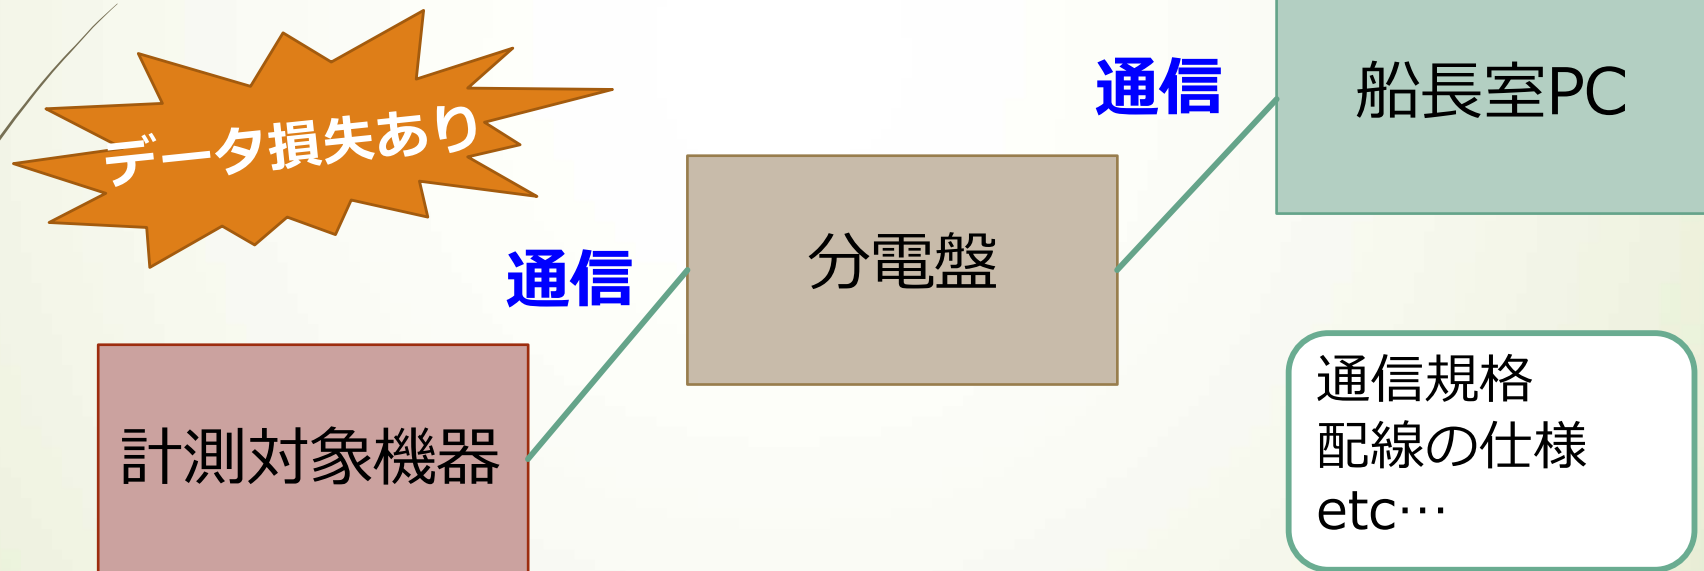 データ損失あり
通信
船長室PC
分電盤
通信
計測対象機器
通信規格
配線の仕様
etc…